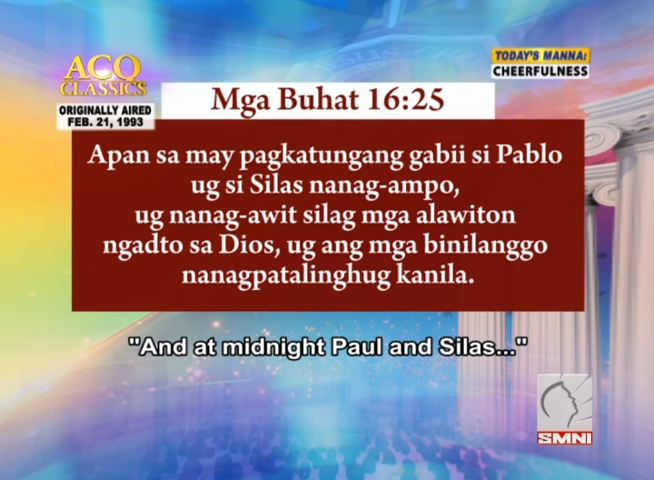 ACQ
CLASSICS
ORIGINALLY AIRED
FEB. 21, 1993
TODAY'S MANNA:
CHEERFULNESS
Mga Buhat 16:25
Apan sa may pagkatungang gabii si Pablo
ug si Silas nanag-ampo,
ug nanag-awit silag mga alawiton
ngadto sa Dios, ug ang mga binilanggo
nanagpatalinghug kanila.
"And at midnight Paul and Silas..."
SMNI